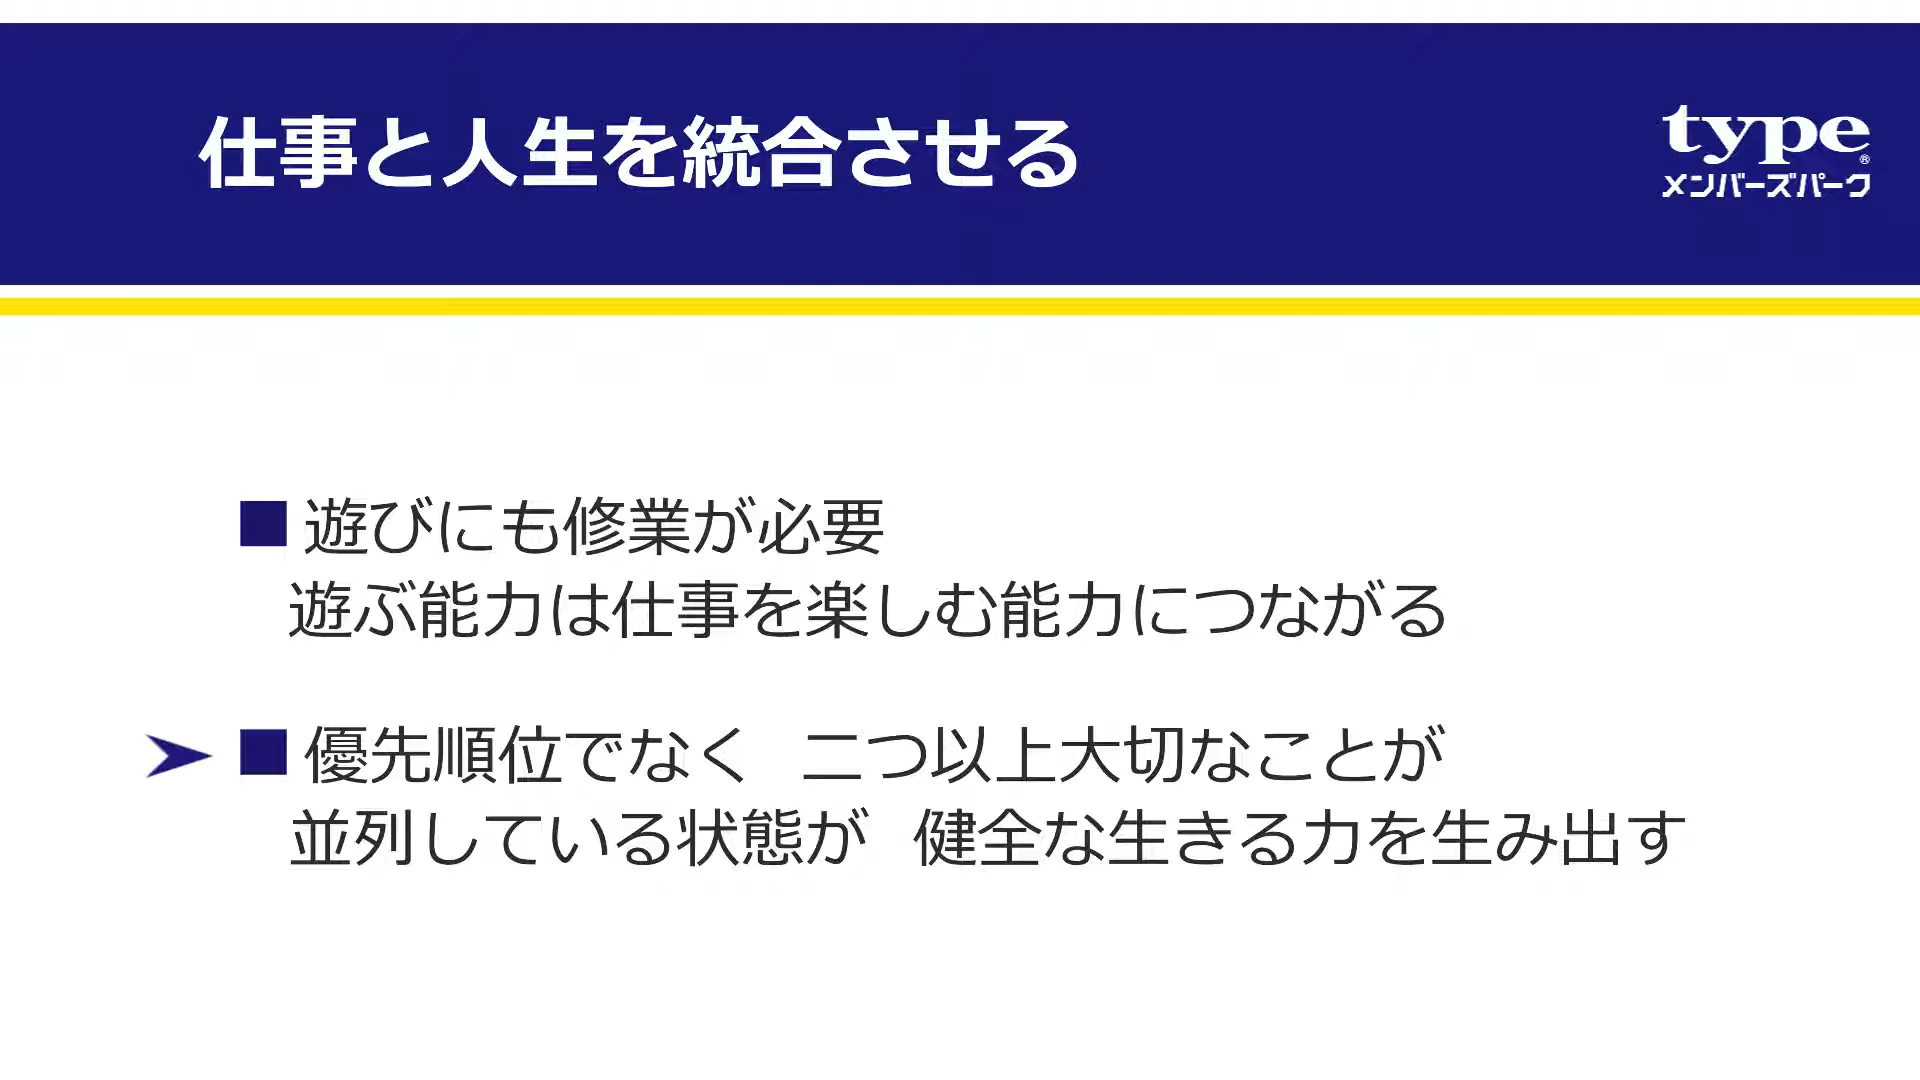 仕事と人生を統合させる
type®
メンバーズパーク
■遊びにも修業が必要
遊ぶ能力は仕事を楽しむ能力につながる
➤ ■優先順位でなく 二つ以上大切なことが
並列している状態が 健全な生きる力を生み出す